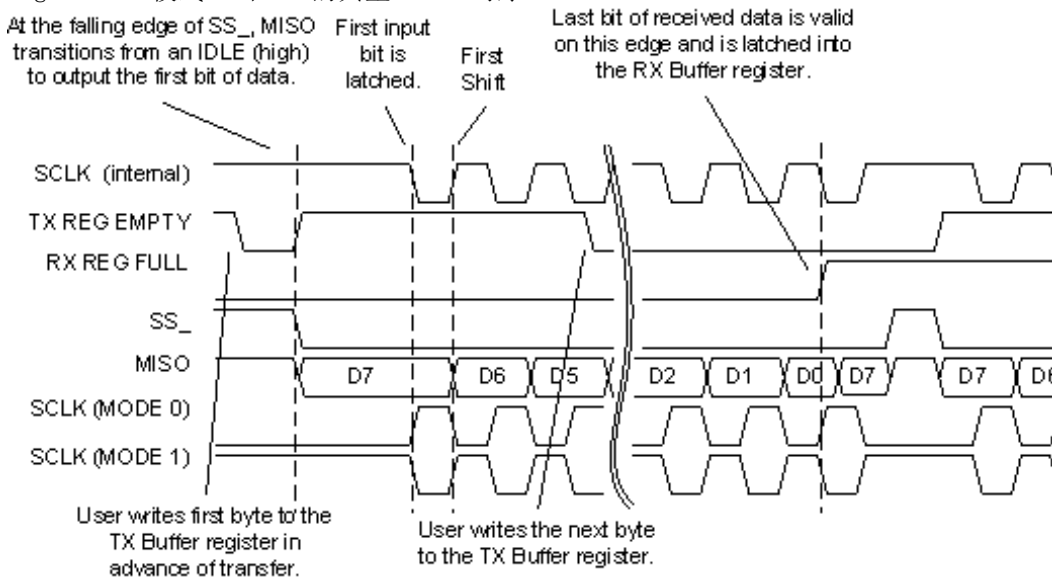 At the falling edge of SS_, MISO
transitions from an IDLE (high)
to output the first bit of data.
First input
bit is
latched.
First
Shift
Last bit of received data is valid
on this edge and is latched into
the RX Buffer register.
SCLK (internal)
TX REG EMPTY
RX REG FULL
SS_
MISO
D7
D6
D5
D2
D1
D0
D7
D7
D6
SCLK (MODE 0)
SCLK (MODE 1)
User writes first byte to the
TX Buffer register in
advance of transfer.
User writes the next byte
to the TX Buffer register.